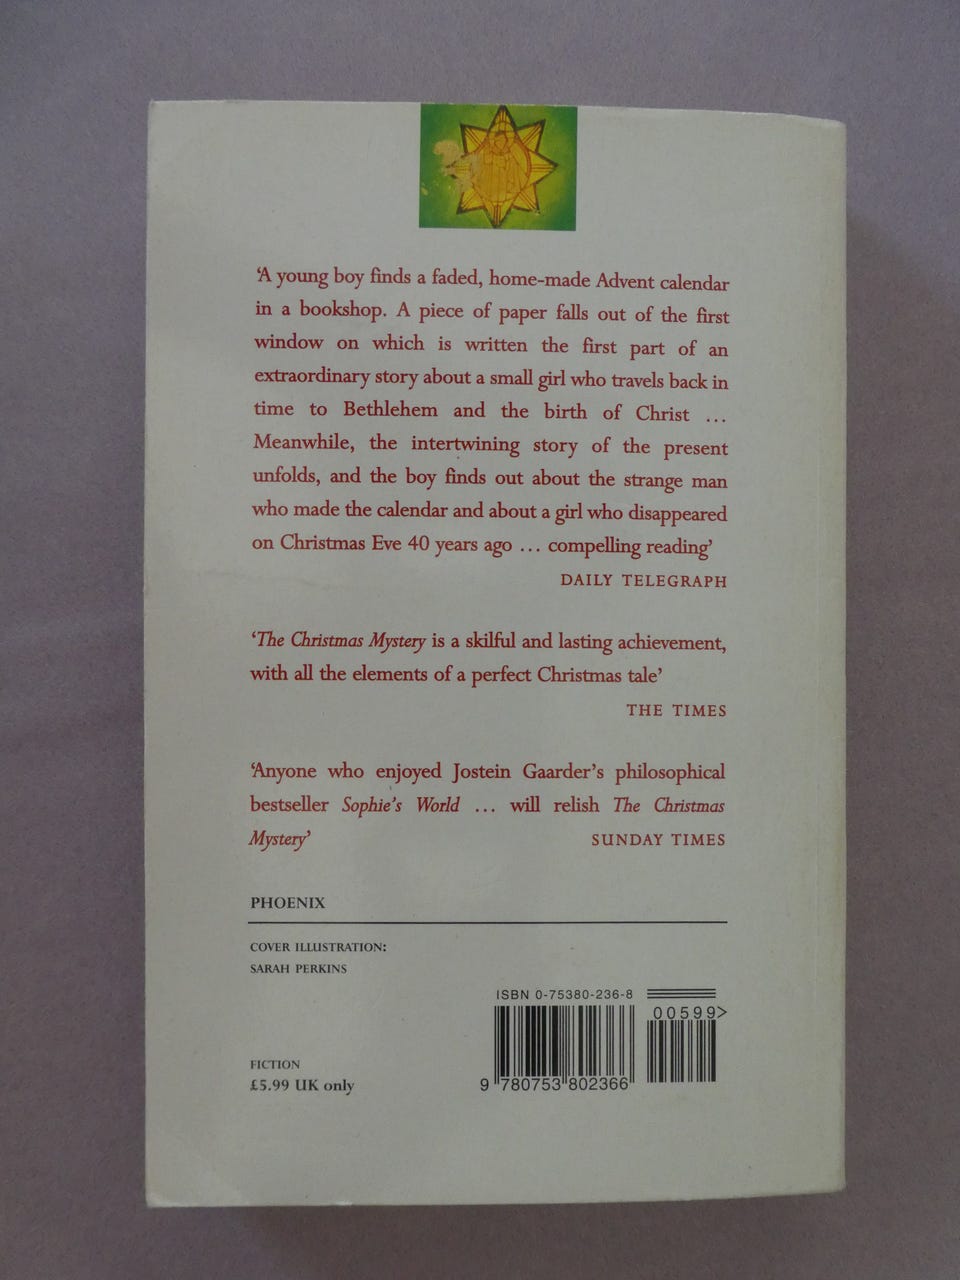 ‘A young boy finds a faded, home-made Advent calendar
in a bookshop. A piece of paper falls out of the first
window on which is written the first part of an
extraordinary story about a small girl who travels back in
time to Bethlehem and the birth of Christ ...
Meanwhile, the intertwining story of the present
unfolds, and the boy finds out about the strange man
who made the calendar and about a girl who disappeared
on Christmas Eve 40 years ago ... compelling reading’
DAILY TELEGRAPH
‘The Christmas Mystery is a skilful and lasting achievement,
with all the elements of a perfect Christmas tale’
THE TIMES
‘Anyone who enjoyed Jostein Gaarder’s philosophical
bestseller Sophie’s World ... will relish The Christmas
Mystery’ SUNDAY TIMES
PHOENIX
COVER ILLUSTRATION:
SARAH PERKINS
ISBN 0-75380-236-8
00599>
FICTION
£5.99 UK only
9 780753 802366